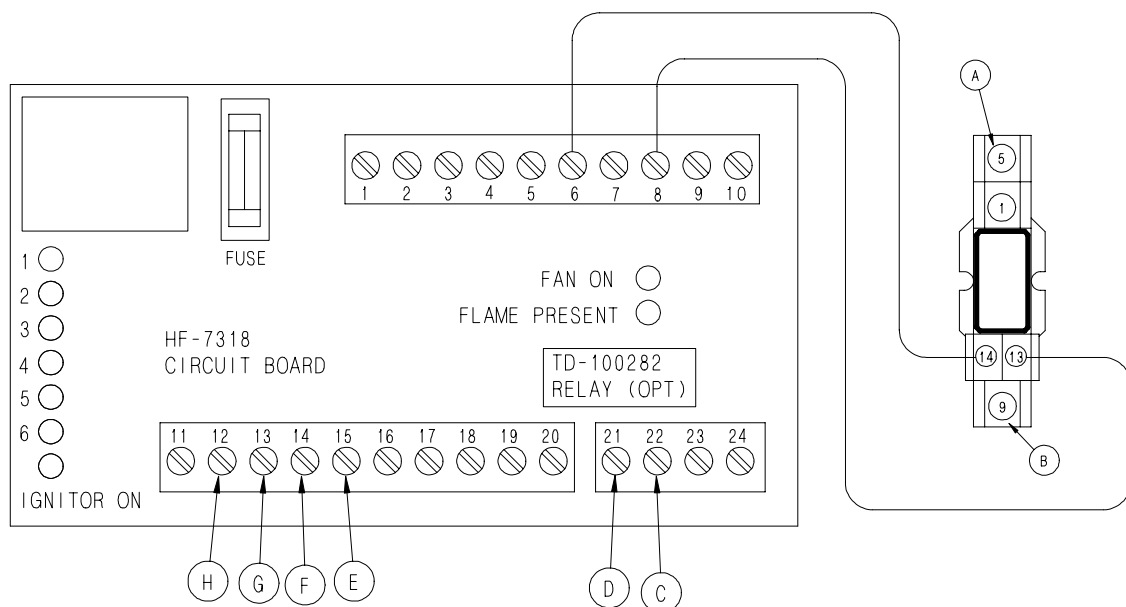 A
5
1
1 2 3 4 5 6 7 8 9 10
FUSE
1
2
3
4
5
6
IGNITOR ON
FAN ON
FLAME PRESENT
HF-7318
CIRCUIT BOARD
TD-100282
RELAY (OPT)
14 13
9
B
11 12 13 14 15 16 17 18 19 20
21 22 23 24
H G F E D C